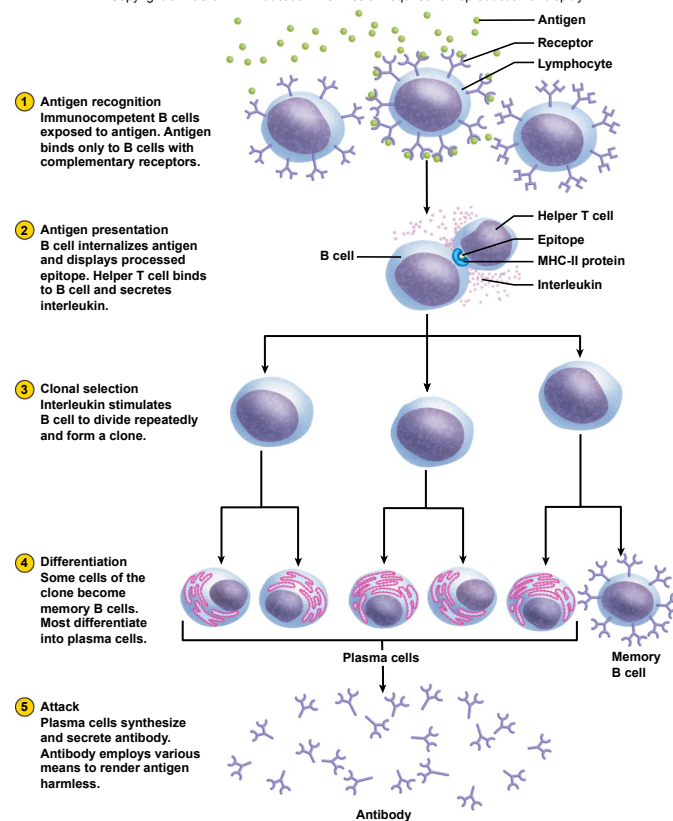 Antigen
Receptor
Lymphocyte
1 Antigen recognition
Immunocompetent B cells
exposed to antigen. Antigen
binds only to B cells with
complementary receptors.
2 Antigen presentation
B cell internalizes antigen
and displays processed
epitope. Helper T cell binds
to B cell and secretes
interleukin.
B cell
Helper T cell
Epitope
MHC-II protein
Interleukin
3 Clonal selection
Interleukin stimulates
B cell to divide repeatedly
and form a clone.
4 Differentiation
Some cells of the
clone become
memory B cells.
Most differentiate
into plasma cells.
Plasma cells
Memory
B cell
5 Attack
Plasma cells synthesize
and secrete antibody.
Antibody employs various
means to render antigen
harmless.
Antibody